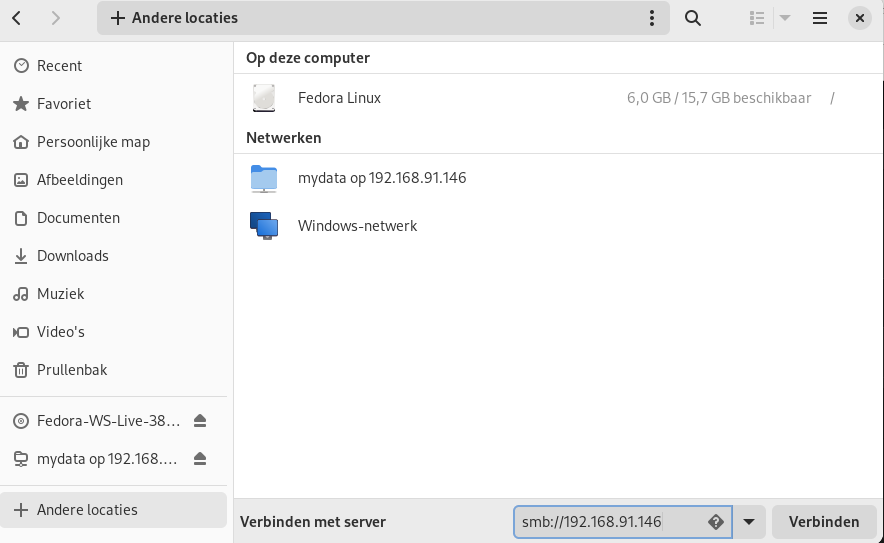 Andere locaties
Recent
Favoriet
Persoonlijke map
Afbeeldingen
Documenten
Downloads
Muziek
Video's
Prullenbak
Fedora-WS-Live-38...
mydata op 192.168....
Andere locaties
Op deze computer
Fedora Linux 6,0 GB / 15,7 GB beschikbaar /
Netwerken
mydata op 192.168.91.146
Windows-netwerk
Verbinden met server smb://192.168.91.146 Verbinden